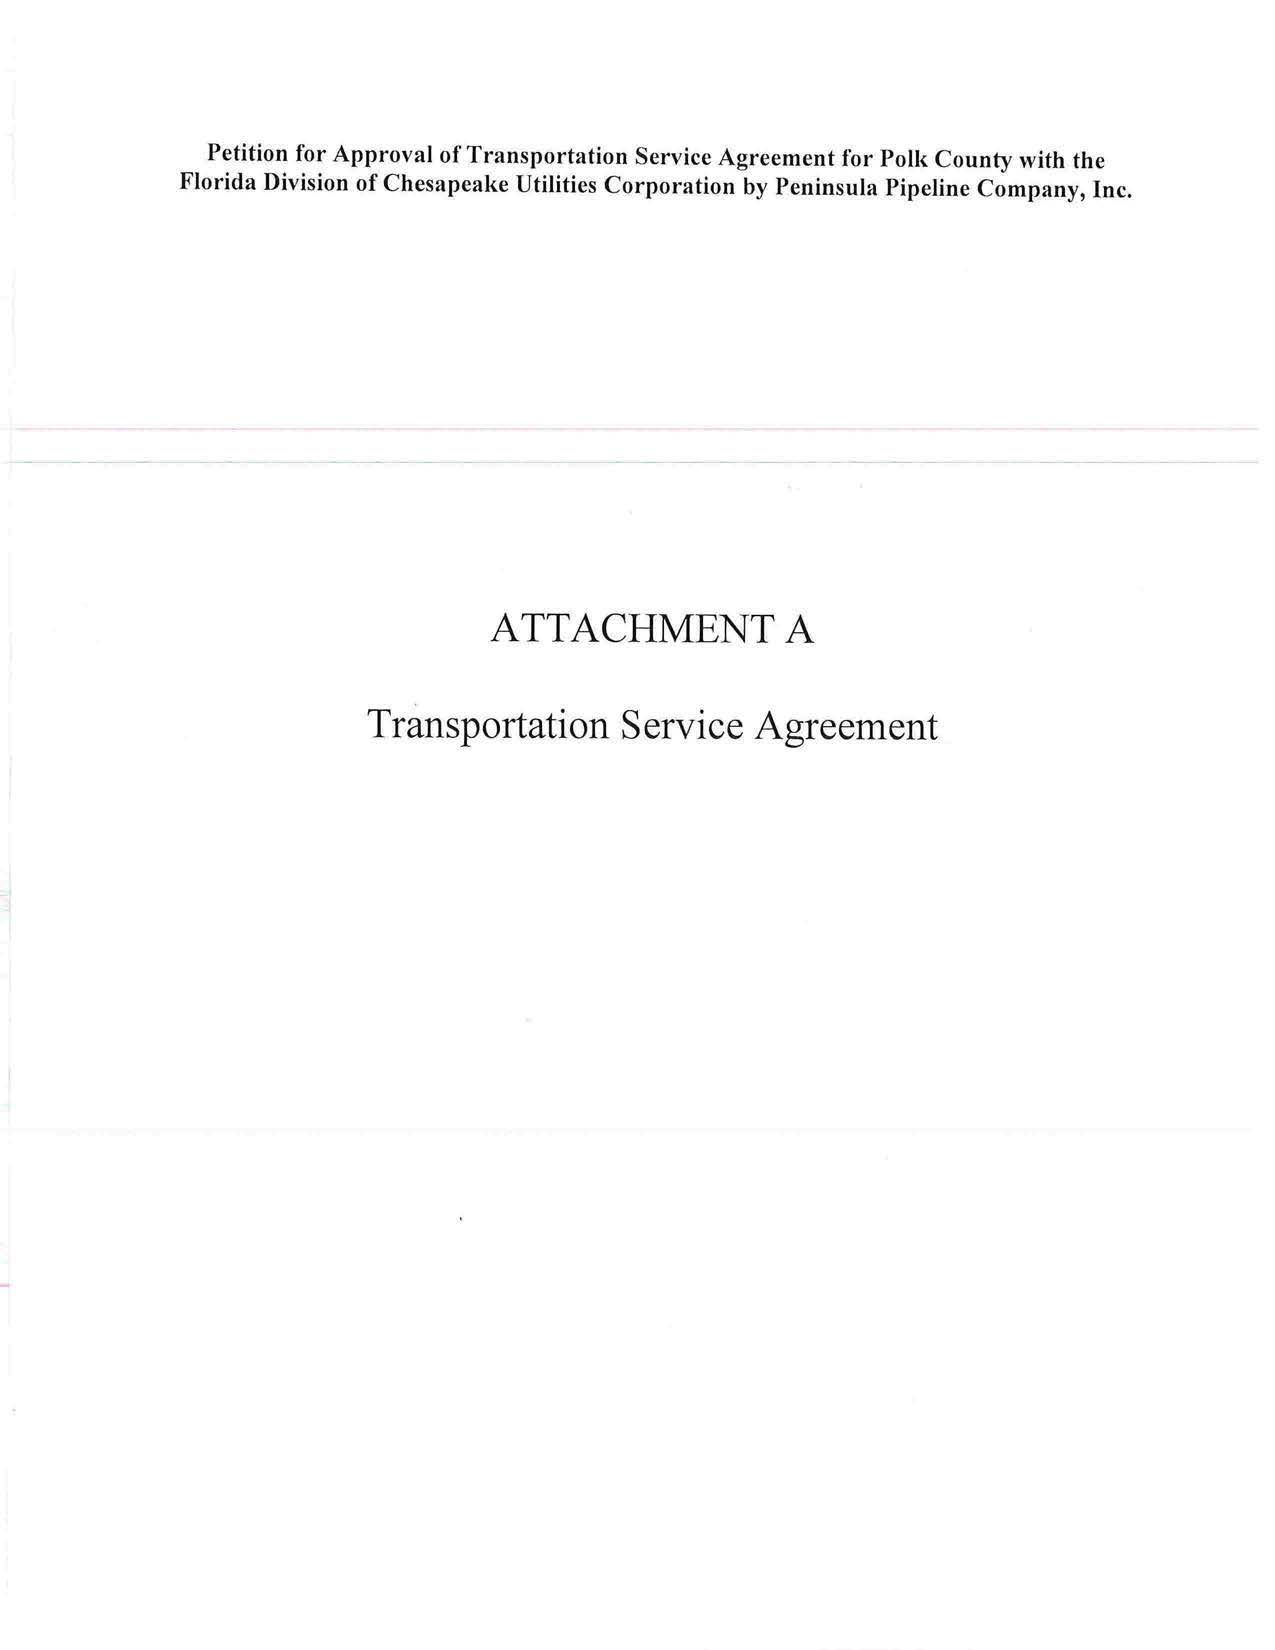 Petition for Approval of Transportation Service Agreement for Polk County with the
Florida Division of Chesapeake Utilities Corporation by Peninsula Pipeline Company, Inc.
ATTACHMENT A
Transportation Service Agreement